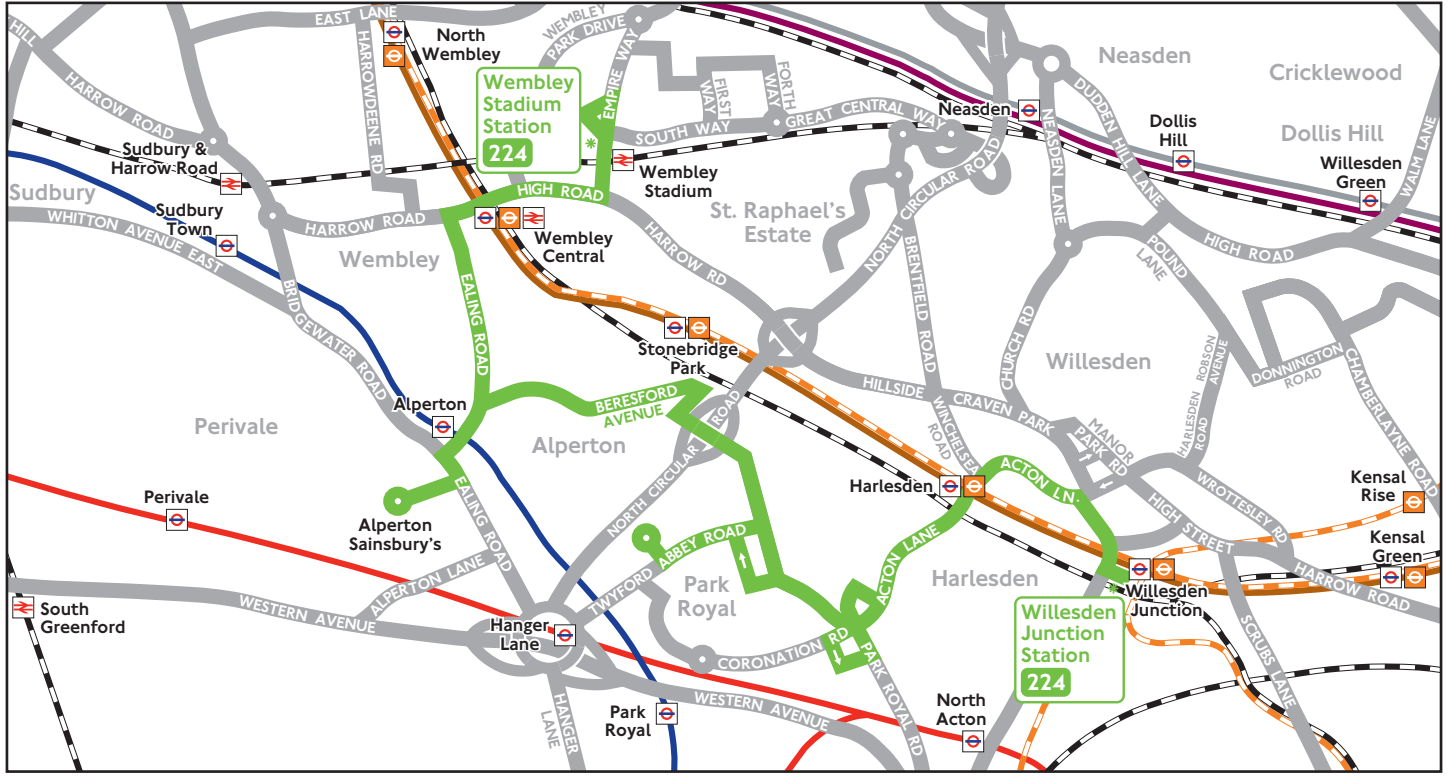 EAST LANE
HILL
HARROW ROAD
HARROWDEENE RD
North
Wembley
WEMBLEY
PARK DRIVE
EMPIRE WAY
Wembley
Stadium
Station
224
FIRST
WAY
FORTH
WAY
SOUTH WAY
GREAT CENTRAL WAY
Neasden
Neasden
Cricklewood
DUDDEN HILL LANE
NEASDEN LANE
Dollis
Hill
Dollis Hill
Willesden
Green
WALM LANE
Sudbury &
Harrow Road
Sudbury
Sudbury
Town
WHITTON AVENUE EAST
HARROW ROAD
HIGH ROAD
Wembley
Stadium
Wembley
Central
Wembley
HARROW RD
St. Raphael's
Estate
NORTH CIRCULAR ROAD
BRENTFIELD ROAD
POUND
LANE
HIGH ROAD
BRIDGEWATER ROAD
EALING ROAD
Stonebridge
Park
CHURCH RD
Willesden
HARLESDEN
ROAD
ROBSON
AVENUE
DONNINGTON
ROAD
CHAMBERLAYNE ROAD
HILLSIDE
CRAVEN PARK
WINCHELSEA
ROAD
MANOR
PARK RD
Alperton
BERESFORD
AVENUE
Perivale
Alperton
NORTH CIRCULAR
ROAD
Harlesden
ACTON LN.
WROTTESLEY RD
HIGH STREET
Kensal
Rise
Kensal
Green
HARROW ROAD
Perivale
Alperton
Sainsbury's
EALING ROAD
ABBEY ROAD
TWYFORD
Park
Royal
ACTON LANE
Harlesden
Willesden
Junction
Willesden
Junction
Station
224
SCRUBS LANE
South
Greenford
WESTERN AVENUE
ALPERTON LANE
Hanger
Lane
CORONATION RD
PARK ROYAL RD
HANGER
LANE
Park
Royal
WESTERN AVENUE
North
Acton